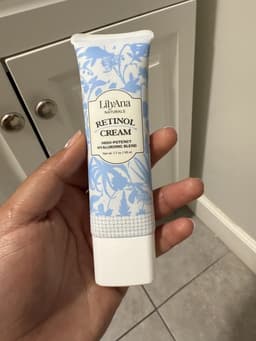 LilyAna
NATURALS
RETINOL
CREAM
HIGH-POTENCY
HYALURONIC BLEND